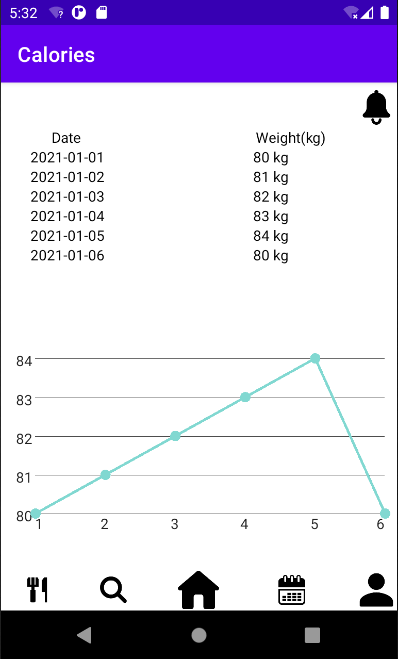 5:32
Calories
Date Weight(kg)
2021-01-01 80 kg
2021-01-02 81 kg
2021-01-03 82 kg
2021-01-04 83 kg
2021-01-05 84 kg
2021-01-06 80 kg
84
83
82
81
80
1 2 3 4 5 6